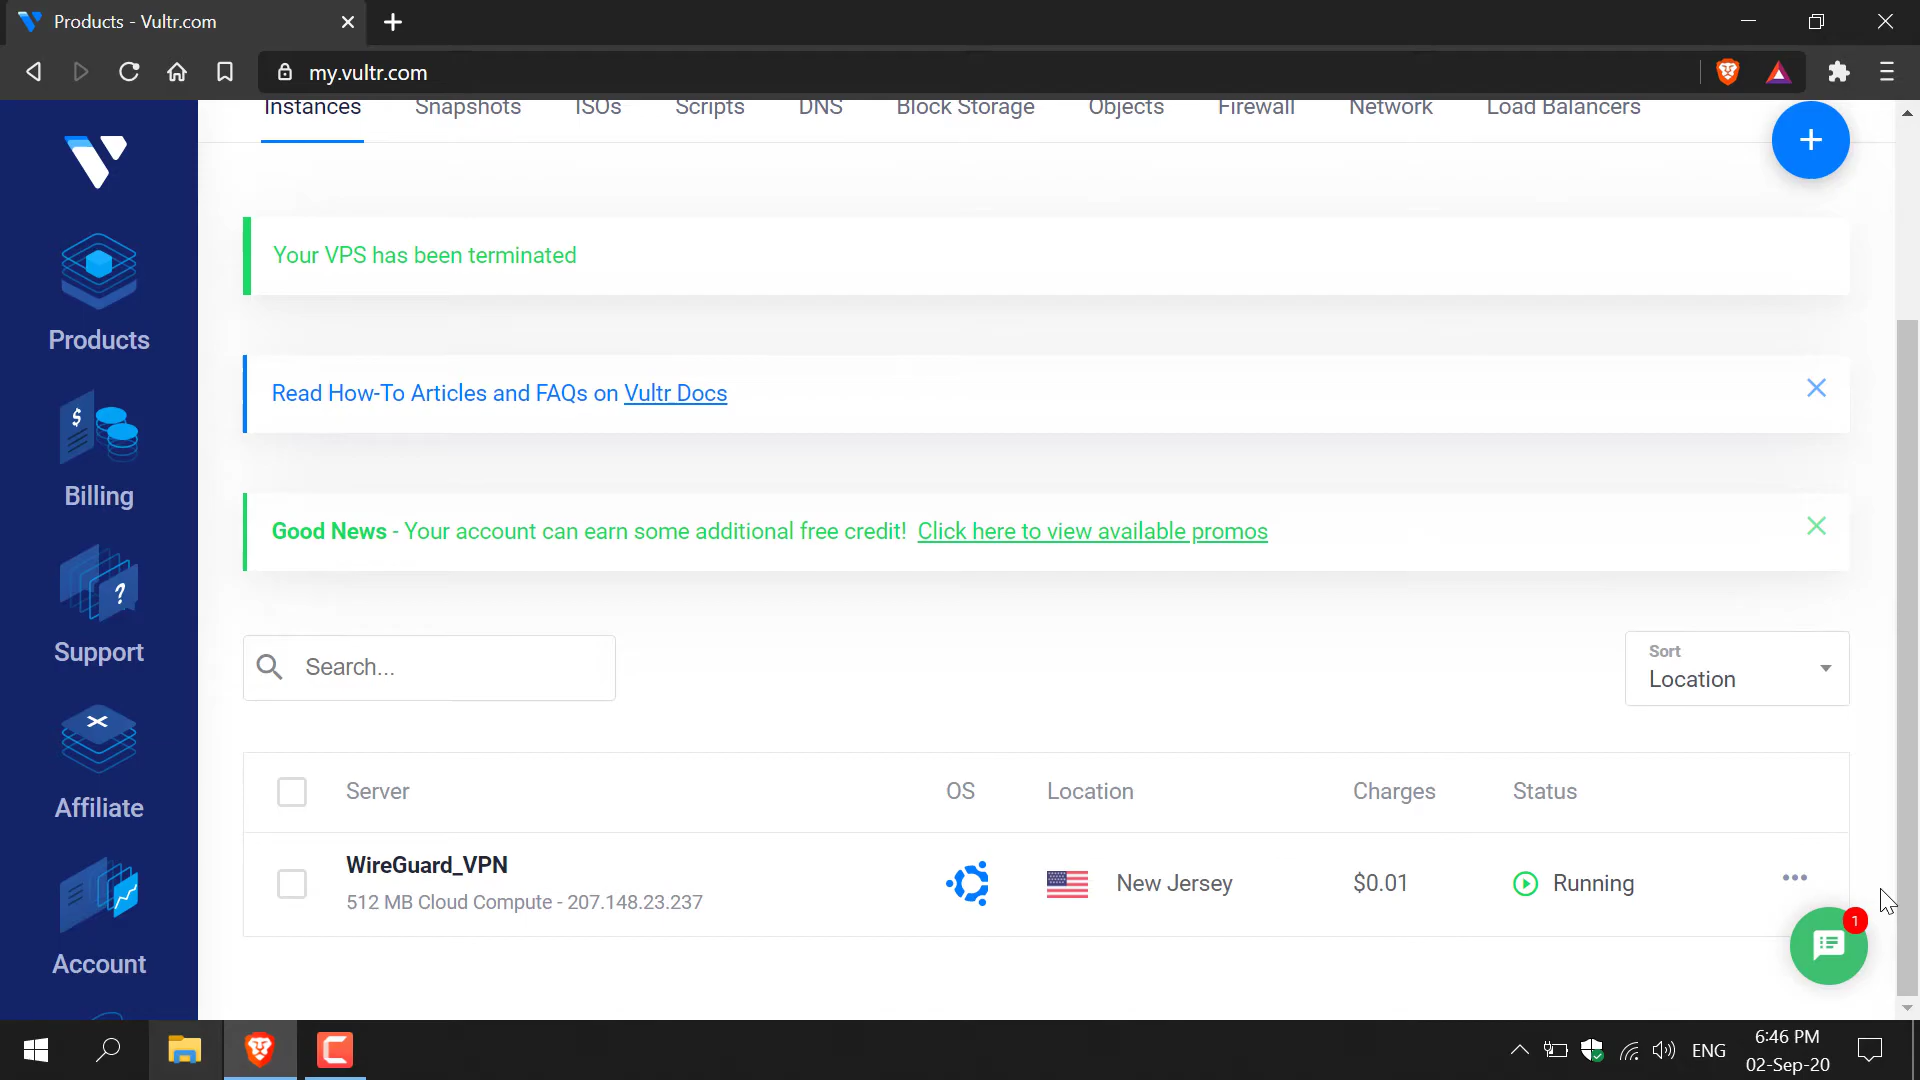 Products - Vultr.com
my.vultr.com
Instances Snapshots ISOs Scripts DNS Block Storage Objects Firewall Network Load Balancers
Your VPS has been terminated
Read How-To Articles and FAQs on Vultr Docs
Good News - Your account can earn some additional free credit! Click here to view available promos
Products
Billing
Support
Affiliate
Account
Search...
Sort
Location
Server OS Location Charges Status
WireGuard_VPN
512 MB Cloud Compute - 207.148.23.237
New Jersey $0.01 Running
1
ENG
6:46 PM
02-Sep-20